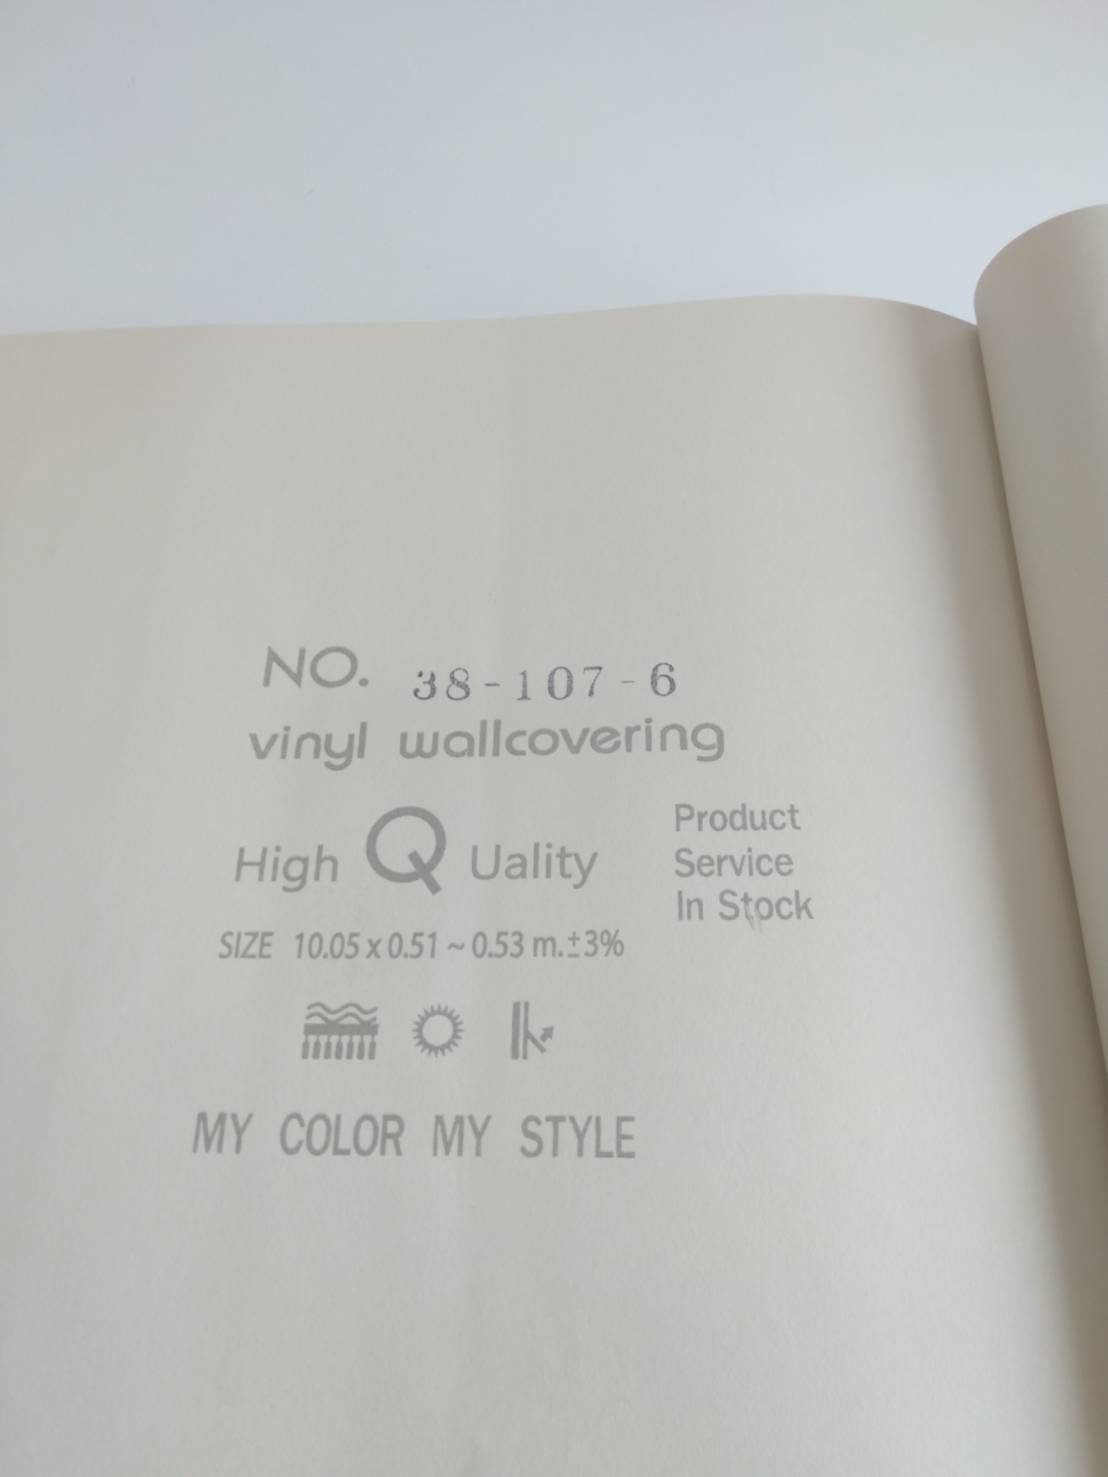 NO. 38-107-6
vinyl wallcovering
High Q Uality
Product
Service
In Stock
SIZE 10.05 x 0.51 ~ 0.53 m.±3%
MY COLOR MY STYLE